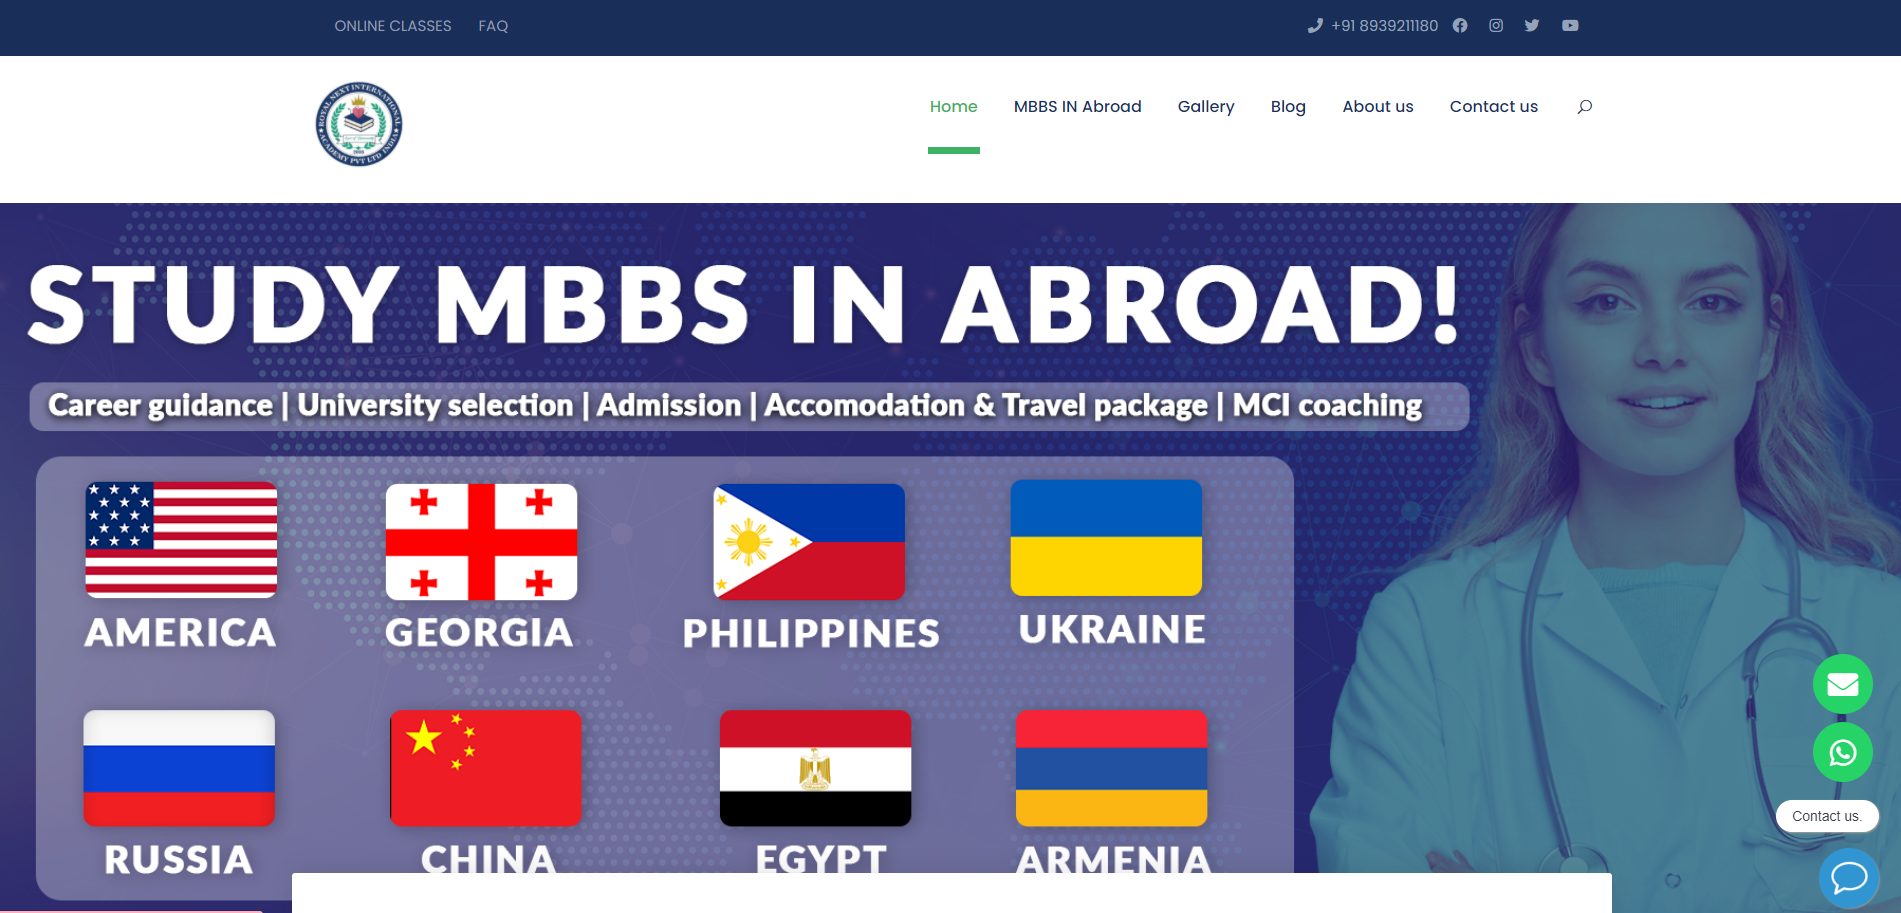 ONLINE CLASSES FAQ +91 8939211180
ROYAL NEXT INTERNATIONAL
ACADEMY PVT LTD INDIA
Home MBBS IN Abroad Gallery Blog About us Contact us
STUDY MBBS IN ABROAD!
Career guidance | University selection | Admission | Accomodation & Travel package | MCI coaching
AMERICA GEORGIA PHILIPPINES UKRAINE
RUSSIA CHINA EGYPT ARMENIA
Contact us.